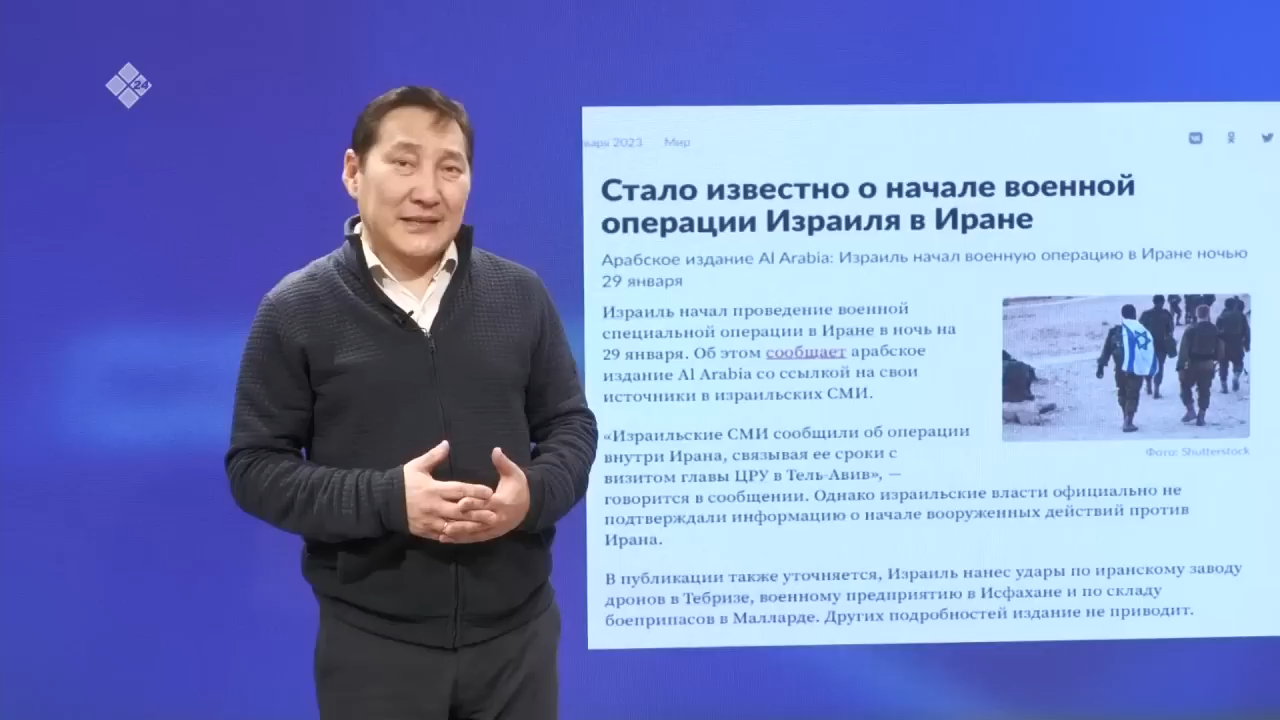 24
2023 Мир
Стало известно о начале военной
операции Израиля в Иране
Арабское издание Al Arabia: Израиль начал военную операцию в Иране ночью
29 января
Израиль начал проведение военной
специальной операции в Иране в ночь на
29 января. Об этом сообщает арабское
издание Al Arabia со ссылкой на свои
источники в израильских СМИ.
Фото: Shutterstock
«Израильские СМИ сообщили об операции
внутри Ирана, связывая ее сроки с
визитом главы ЦРУ в Тель-Авив», —
говорится в сообщении. Однако израильские власти официально не
подтверждали информацию о начале вооруженных действий против
Ирана.
В публикации также уточняется, Израиль нанес удары по иранскому заводу
дронов в Тебризе, военному предприятию в Исфахане и по складу
боеприпасов в Малларде. Других подробностей издание не приводит.